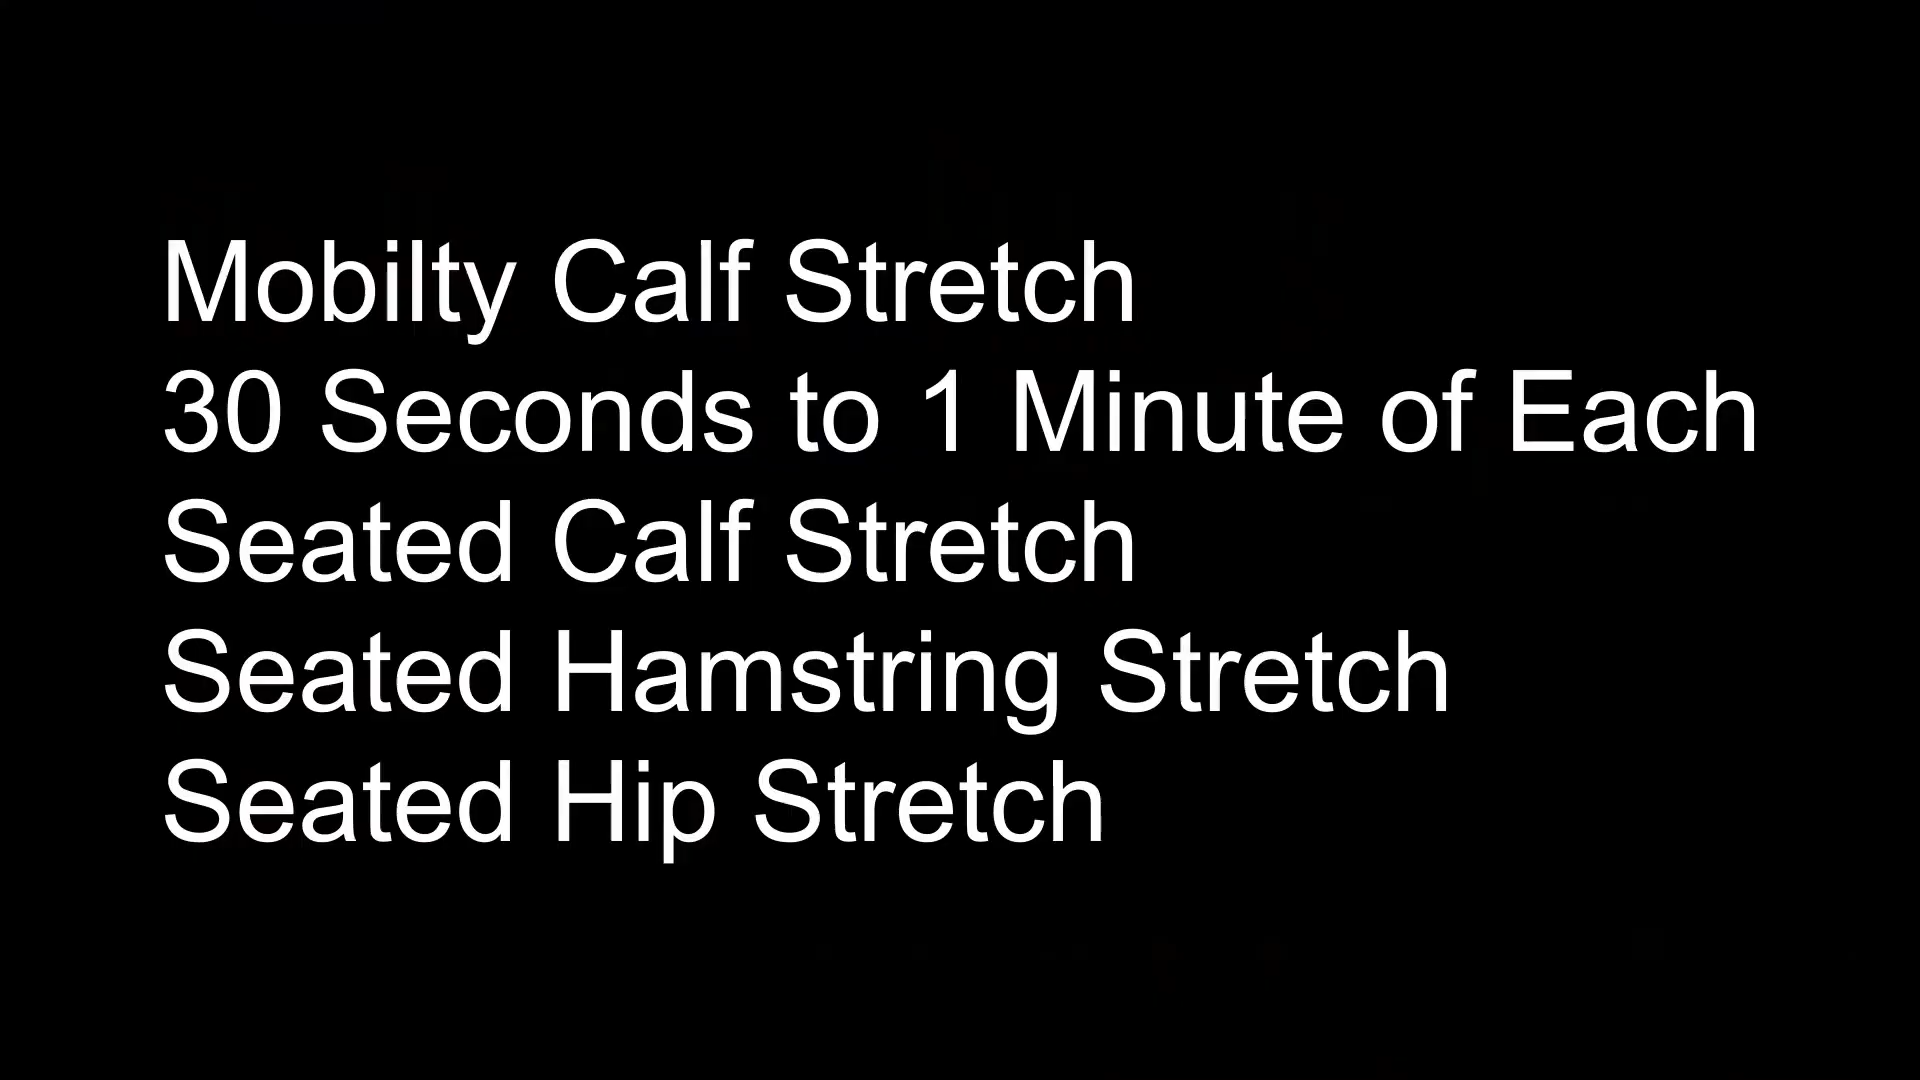 Mobilty Calf Stretch
30 Seconds to 1 Minute of Each
Seated Calf Stretch
Seated Hamstring Stretch
Seated Hip Stretch